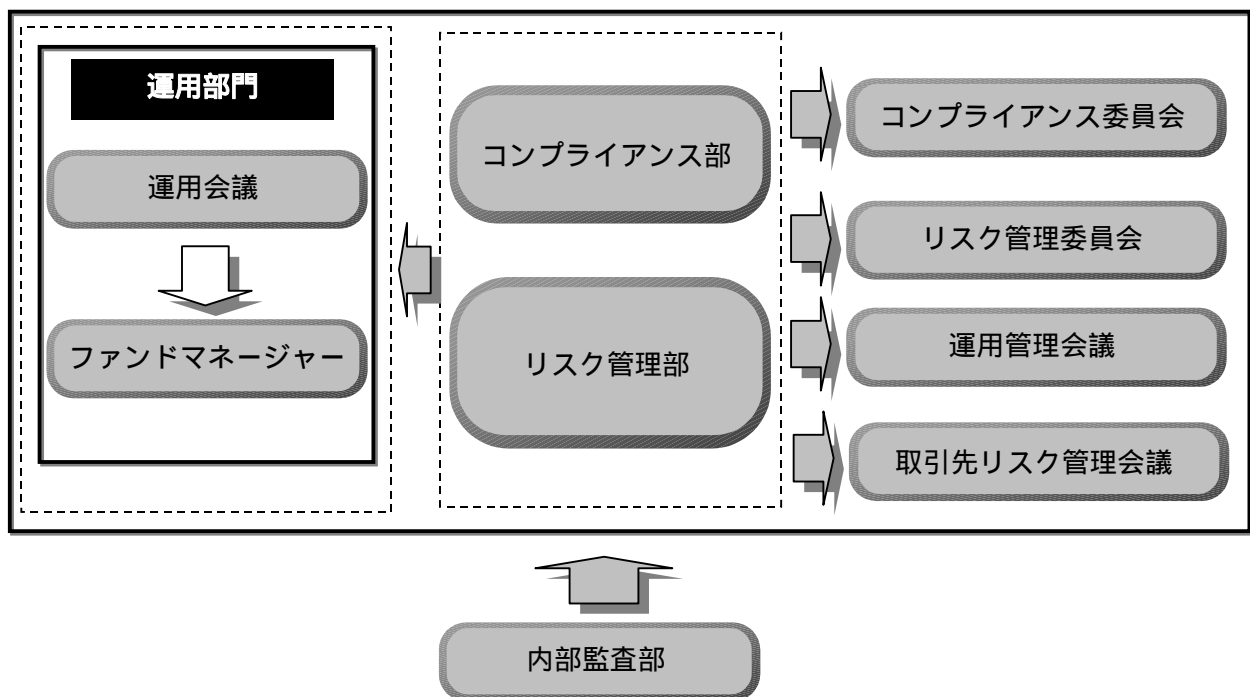 運用部門
運用会議
ファンドマネージャー
コンプライアンス部
リスク管理部
コンプライアンス委員会
リスク管理委員会
運用管理会議
取引先リスク管理会議
内部監査部